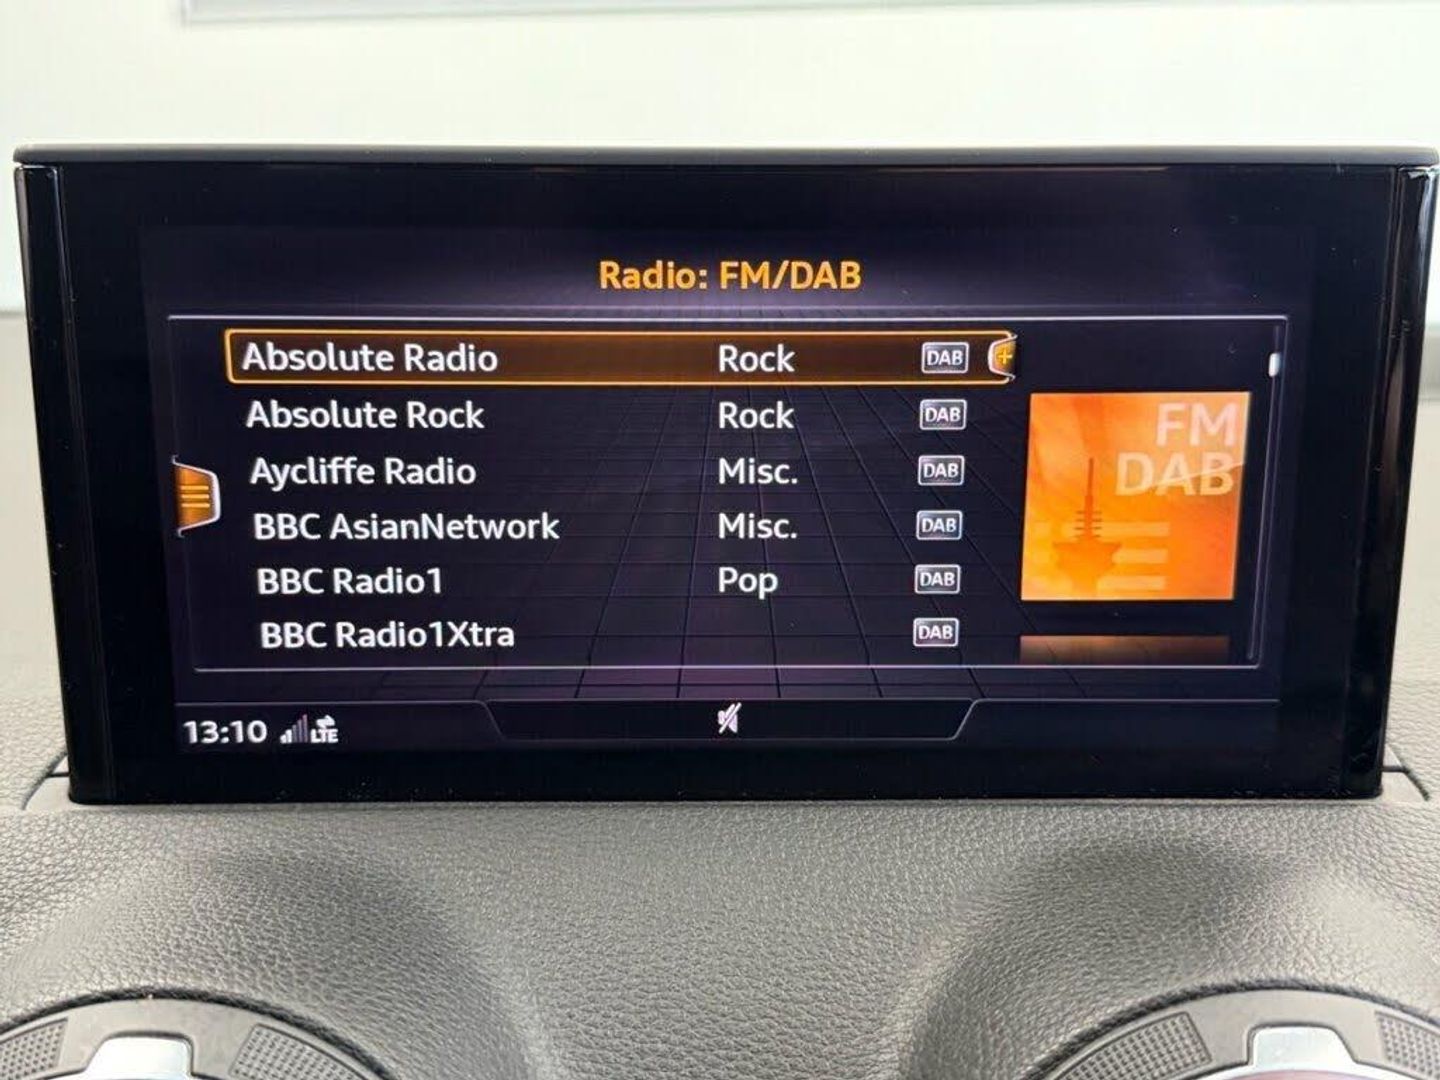 Radio: FM/DAB
Absolute Radio Rock DAB
Absolute Rock Rock DAB
Aycliffe Radio Misc. DAB
BBC AsianNetwork Misc. DAB
BBC Radio1 Pop DAB
BBC Radio1Xtra DAB
FM
DAB
13:10 LTE